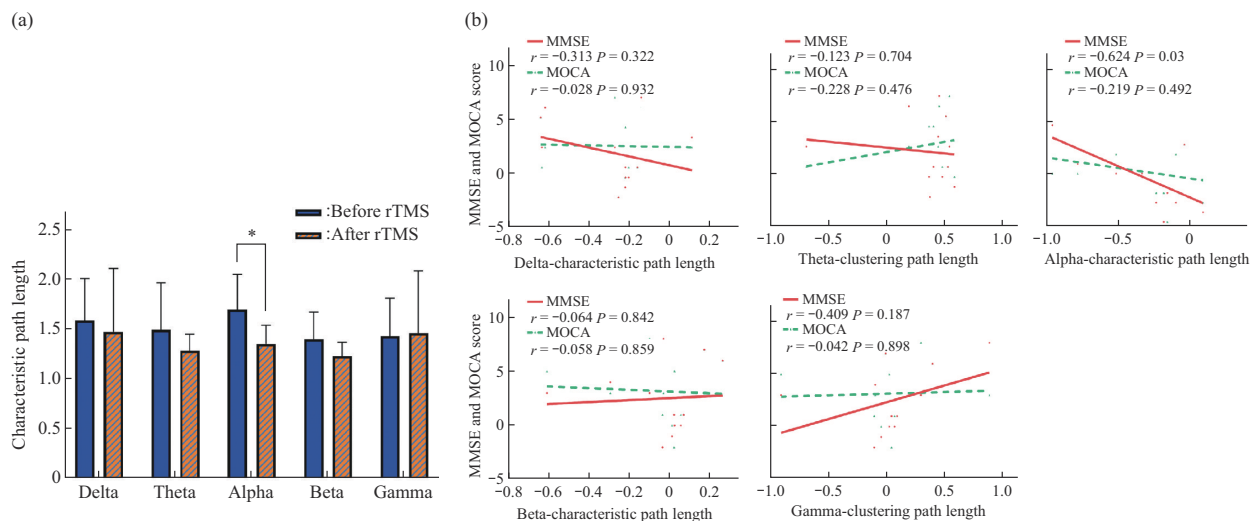 (a)
:Before rTMS
:After rTMS
*
2.5
2.0
1.5
1.0
0.5
0
Characteristic path length
Delta Theta Alpha Beta Gamma
(b)
MMSE
r = −0.313 P = 0.322
MOCA
r = −0.028 P = 0.932
10
5
0
−5
MMSE and MOCA score
−0.8 −0.6 −0.4 −0.2 0 0.2
Delta-characteristic path length
MMSE
r = −0.123 P = 0.704
MOCA
r = −0.228 P = 0.476
−1.0 −0.5 0 0.5 1.0
Theta-clustering path length
MMSE
r = −0.624 P = 0.03
MOCA
r = −0.219 P = 0.492
−1.0 −0.5 0
Alpha-characteristic path length
MMSE
r = −0.064 P = 0.842
MOCA
r = −0.058 P = 0.859
10
5
0
−5
MMSE and MOCA score
−0.8 −0.6 −0.4 −0.2 0 0.2
Beta-characteristic path length
MMSE
r = −0.409 P = 0.187
MOCA
r = −0.042 P = 0.898
−1.0 −0.5 0 0.5 1.0
Gamma-clustering path length